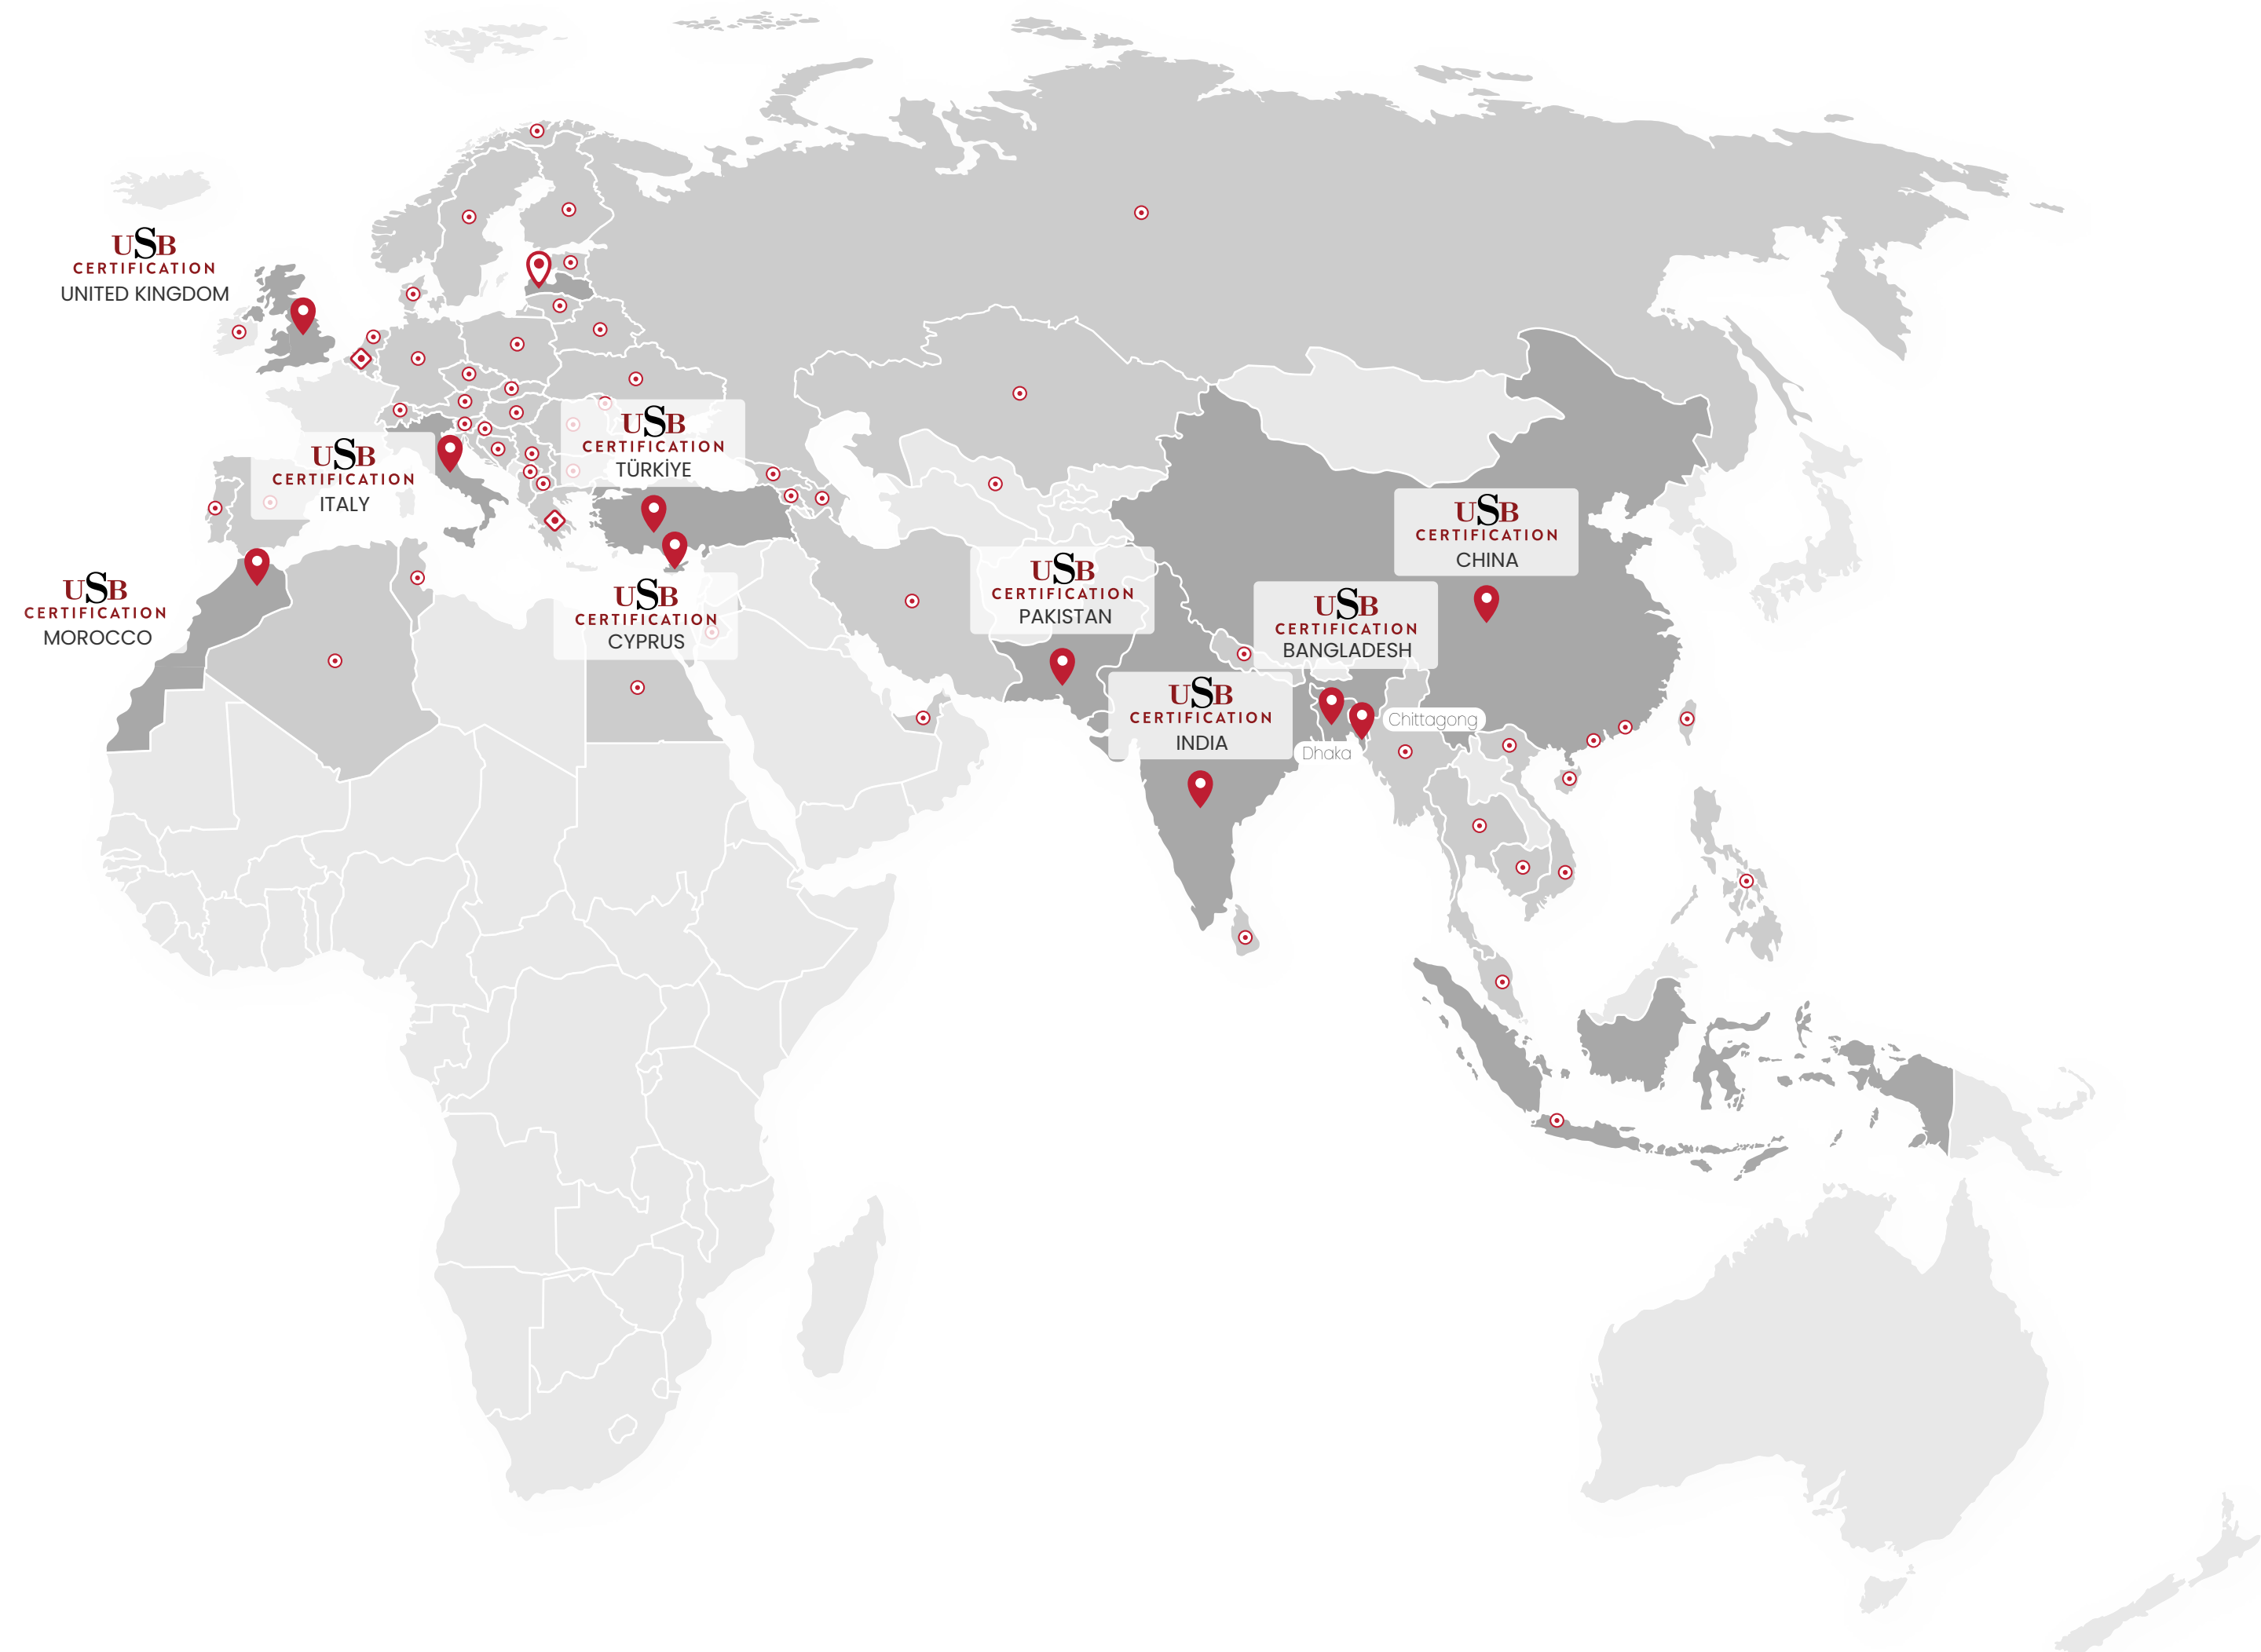 USB
CERTIFICATION
UNITED KINGDOM
USB
CERTIFICATION
TÜRKİYE
USB
CERTIFICATION
ITALY
USB
CERTIFICATION
CHINA
USB
CERTIFICATION
PAKISTAN
USB
CERTIFICATION
MOROCCO
USB
CERTIFICATION
CYPRUS
USB
CERTIFICATION
BANGLADESH
USB
CERTIFICATION
INDIA
Chittagong
Dhaka